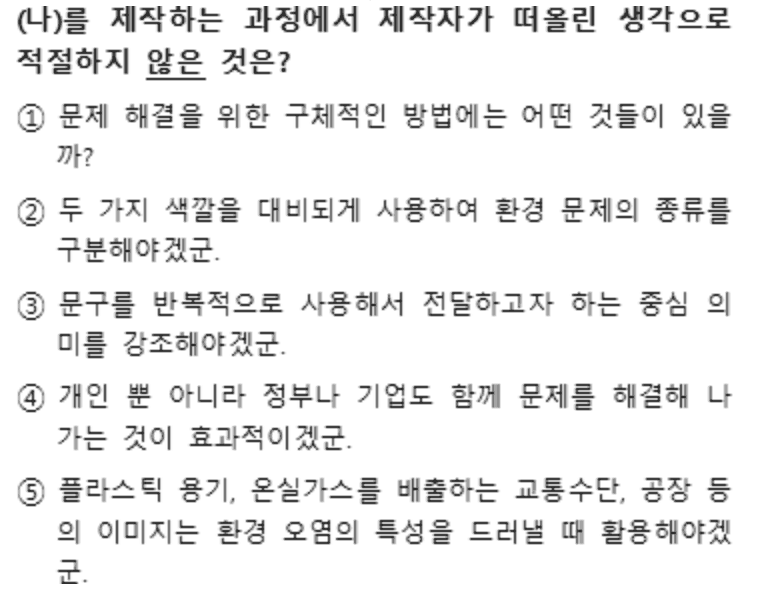 (나)를 제작하는 과정에서 제작자가 떠올린 생각으로
적절하지 않은 것은?
① 문제 해결을 위한 구체적인 방법에는 어떤 것들이 있을
까?
② 두 가지 색깔을 대비되게 사용하여 환경 문제의 종류를
구분해야겠군.
③ 문구를 반복적으로 사용해서 전달하고자 하는 중심 의
미를 강조해야겠군.
④ 개인 뿐 아니라 정부나 기업도 함께 문제를 해결해 나
가는 것이 효과적이겠군.
⑤ 플라스틱 용기, 온실가스를 배출하는 교통수단, 공장 등
의 이미지는 환경 오염의 특성을 드러낼 때 활용해야겠
군.